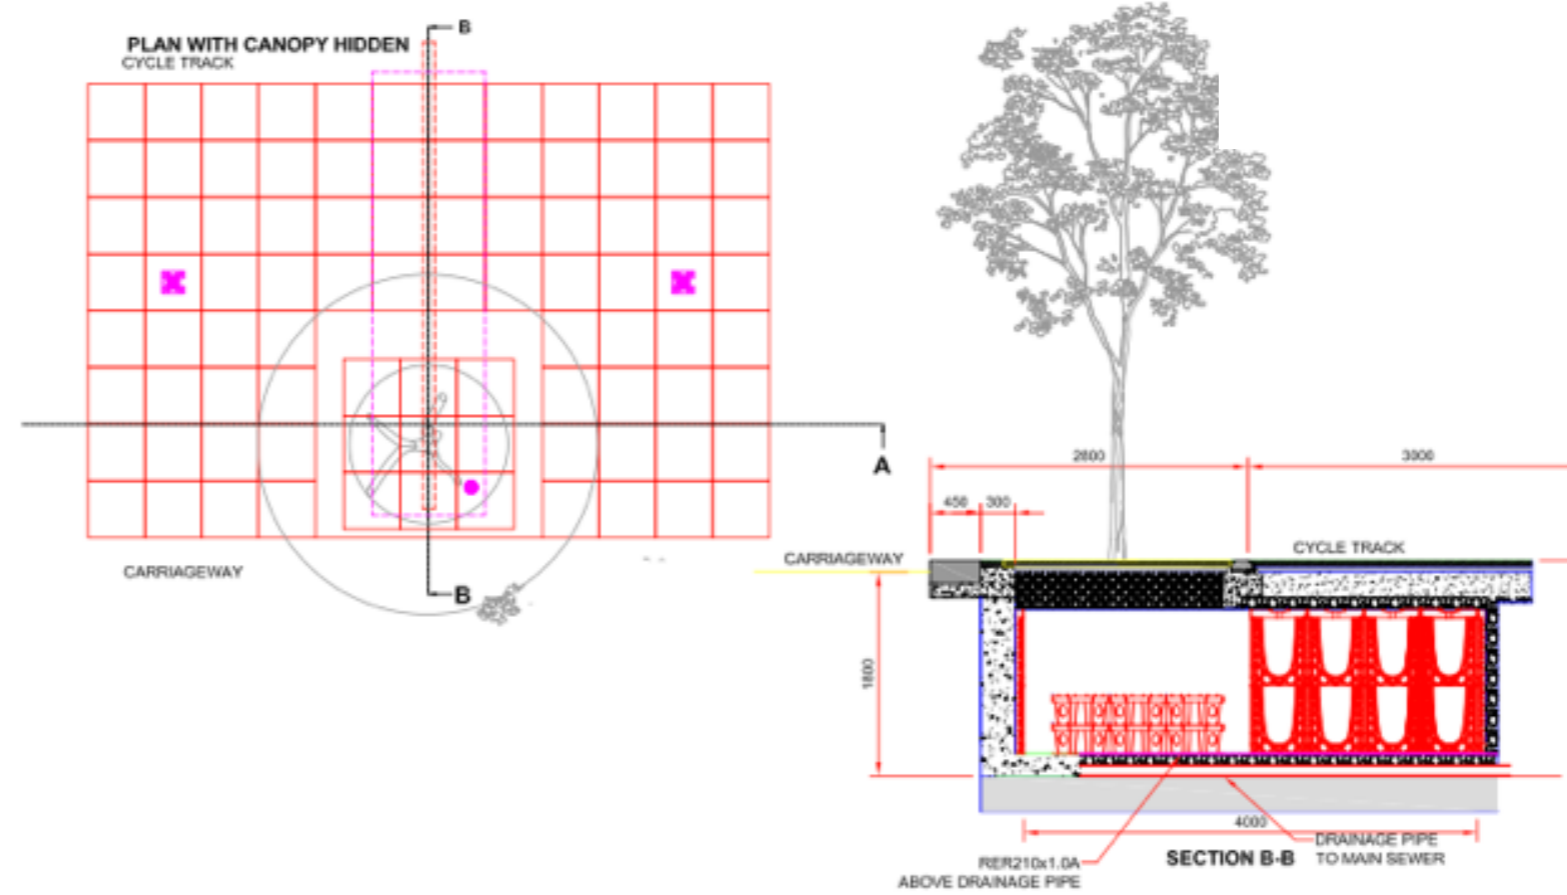 B
PLAN WITH CANOPY HIDDEN
CYCLE TRACK
A
CARRIAGEWAY
B
2800
3000
450
300
CARRIAGEWAY
CYCLE TRACK
1800
4000
DRAINAGE PIPE
TO MAIN SEWER
SECTION B-B
RER210x1.0A
ABOVE DRAINAGE PIPE